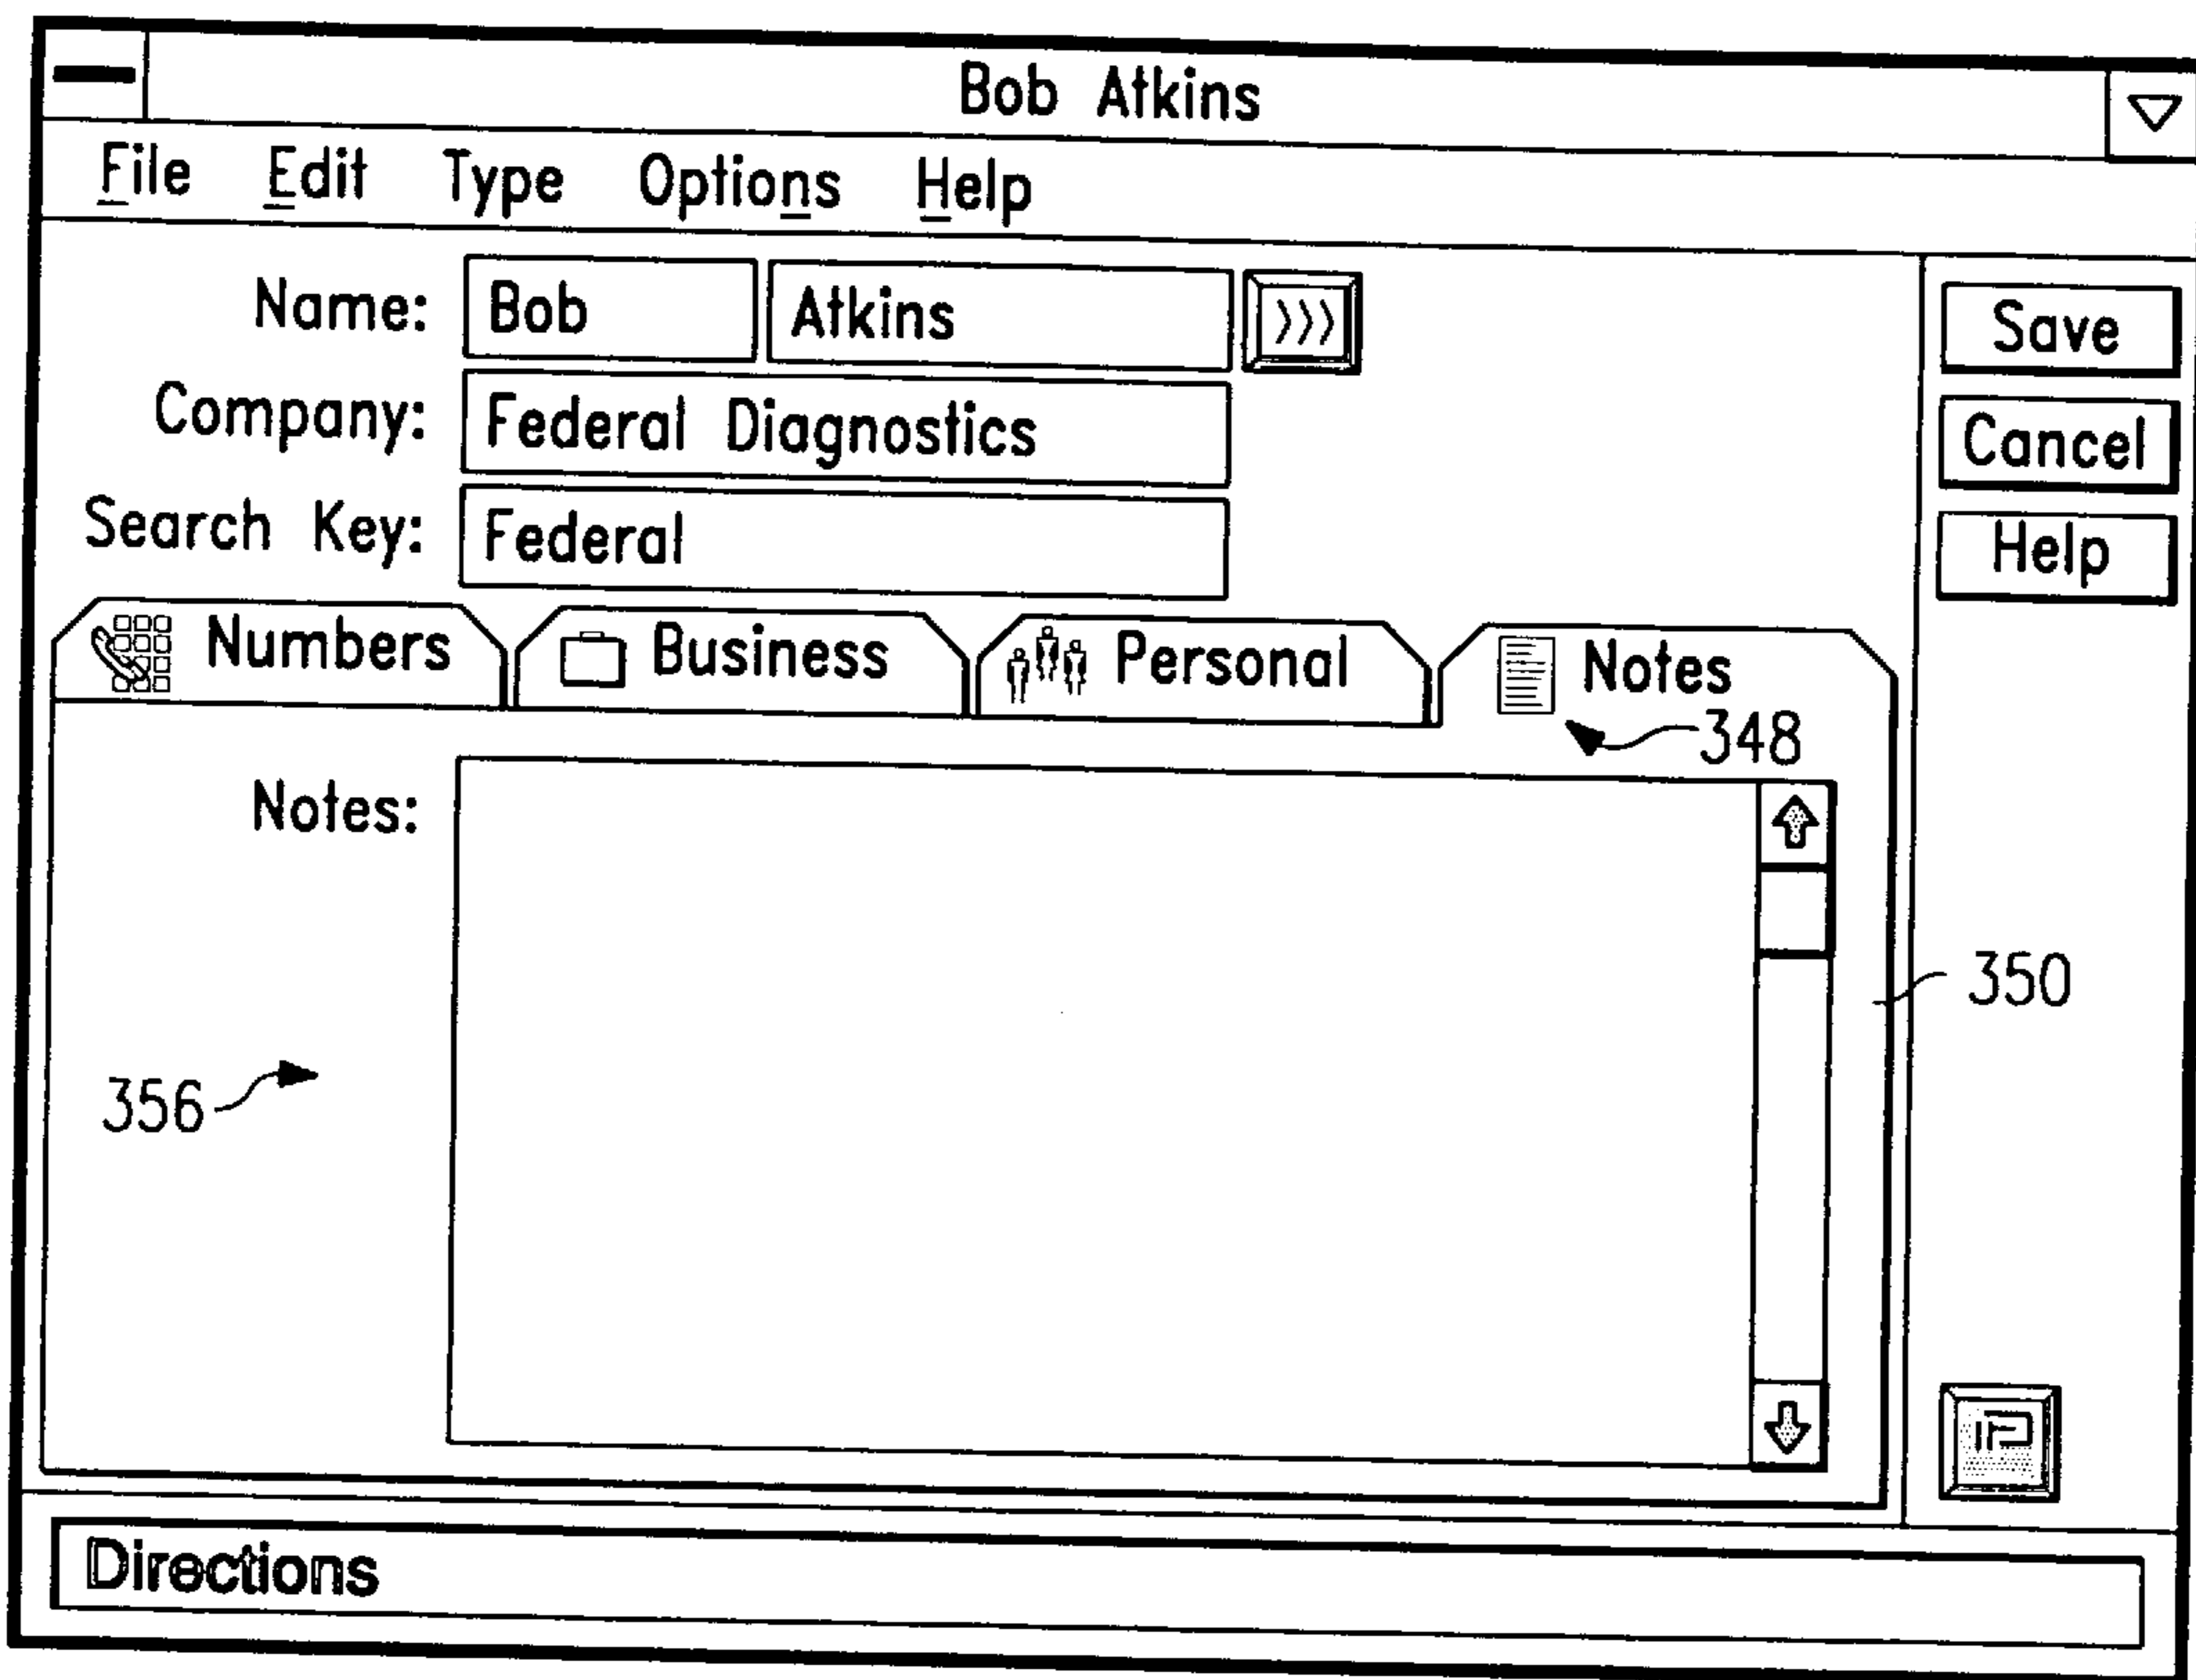 Bob Atkins
File Edit Type Options Help
Name: Bob Atkins >>> Save
Company: Federal Diagnostics Cancel
Search Key: Federal Help
Numbers Business Personal Notes
348
Notes:
350
356
Directions